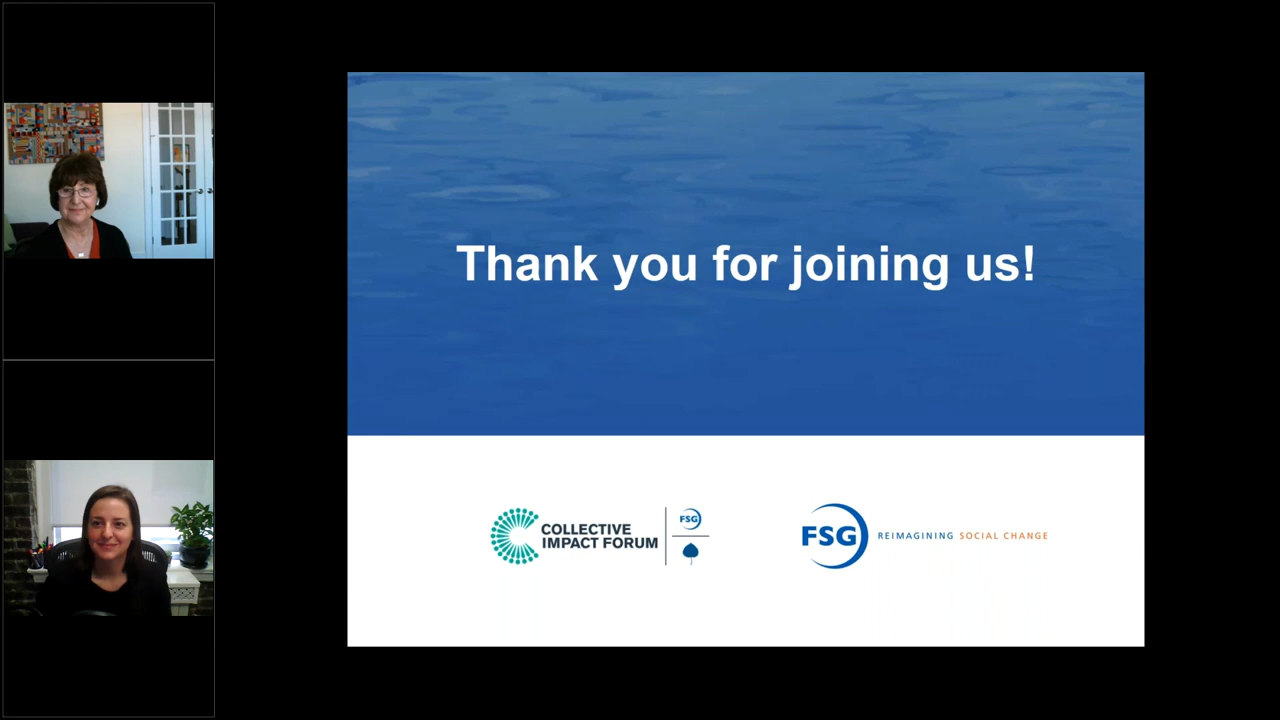 Thank you for joining us!
COLLECTIVE
IMPACT FORUM
FSG
FSG
REIMAGINING SOCIAL CHANGE